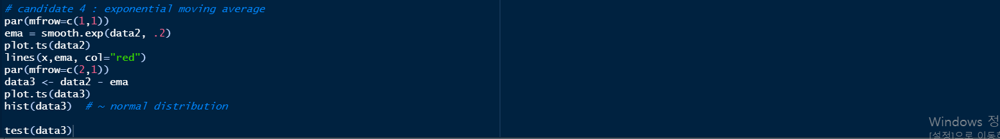 # candidate 4 : exponential moving average
par(mfrow=c(1,1))
ema = smooth.exp(data2, .2)
plot.ts(data2)
lines(x,ema, col="red")
par(mfrow=c(2,1))
data3 <- data2 - ema
plot.ts(data3)
hist(data3)  # ~ normal distribution
test(data3)
Windows 정
[설정]으로 이동